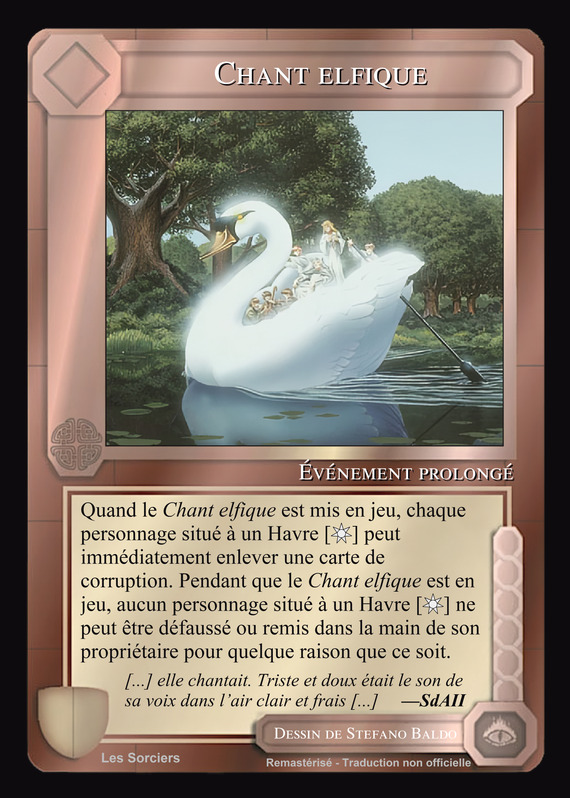 Chant elfique
Événement prolongé
Quand le Chant elfique est mis en jeu, chaque
personnage situé à un Havre [] peut
immédiatement enlever une carte de
corruption. Pendant que le Chant elfique est en
jeu, aucun personnage situé à un Havre [] ne
peut être défaussé ou remis dans la main de son
propriétaire pour quelque raison que ce soit.
[...] elle chantait. Triste et doux était le son de
sa voix dans l'air clair et frais [...] —SdAII
Dessin de Stefano Baldo
Les Sorciers
Remastérisé - Traduction non officielle